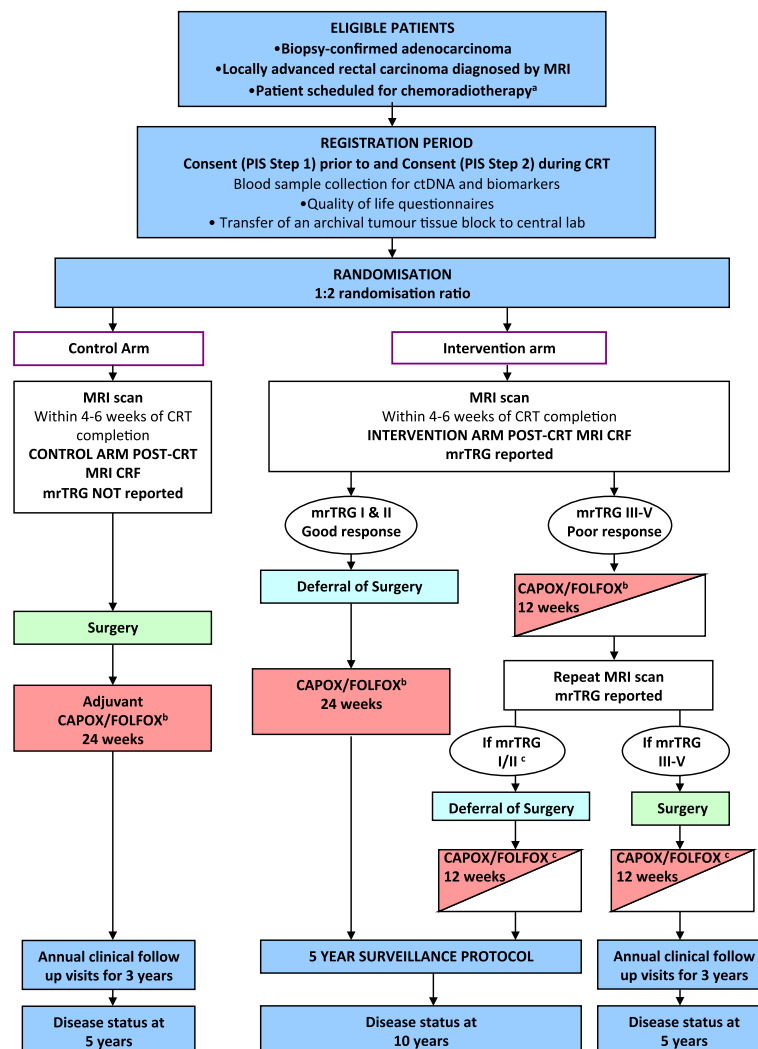 ELIGIBLE PATIENTS
•Biopsy-confirmed adenocarcinoma
•Locally advanced rectal carcinoma diagnosed by MRI
•Patient scheduled for chemoradiotherapyª
REGISTRATION PERIOD
Consent (PIS Step 1) prior to and Consent (PIS Step 2) during CRT
Blood sample collection for ctDNA and biomarkers
•Quality of life questionnaires
• Transfer of an archival tumour tissue block to central lab
RANDOMISATION
1:2 randomisation ratio
Control Arm
MRI scan
Within 4-6 weeks of CRT
completion
CONTROL ARM POST-CRT
MRI CRF
mrTRG NOT reported
Surgery
Adjuvant
CAPOX/FOLFOXᵇ
24 weeks
Annual clinical follow
up visits for 3 years
Disease status at
5 years
Intervention arm
MRI scan
Within 4-6 weeks of CRT completion
INTERVENTION ARM POST-CRT MRI CRF
mrTRG reported
mrTRG I & II
Good response
Deferral of Surgery
CAPOX/FOLFOXᵇ
24 weeks
mrTRG III-V
Poor response
CAPOX/FOLFOXᵇ
12 weeks
Repeat MRI scan
mrTRG reported
If mrTRG
I/II ᶜ
Deferral of Surgery
CAPOX/FOLFOX ᶜ
12 weeks
5 YEAR SURVEILLANCE PROTOCOL
Disease status at
10 years
If mrTRG
III-V
Surgery
CAPOX/FOLFOX ᶜ
12 weeks
Annual clinical follow
up visits for 3 years
Disease status at
5 years